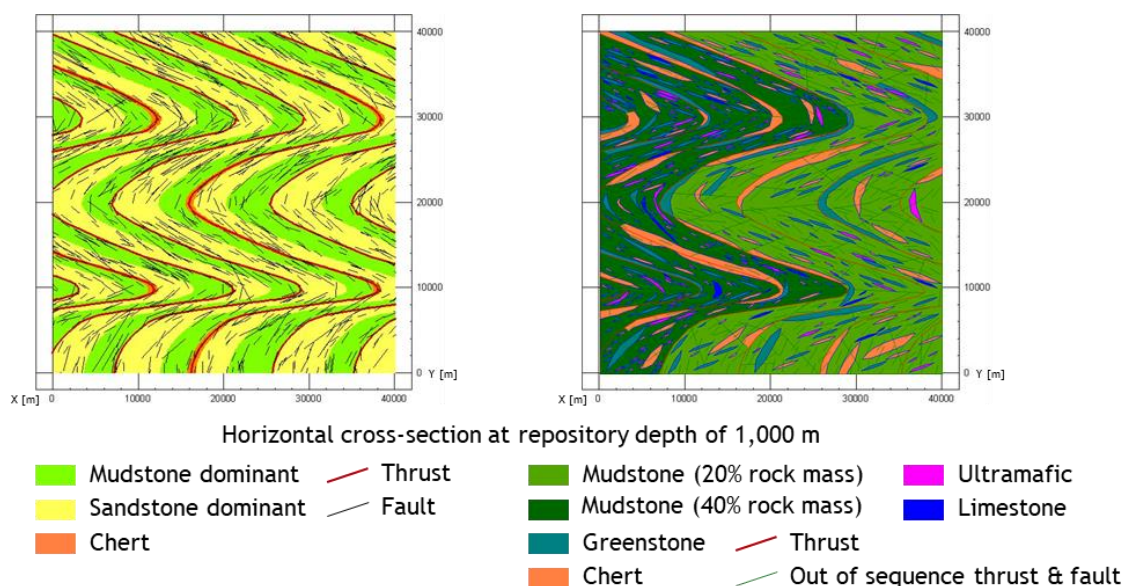 40000
30000
20000
10000
0 Y [m]
X [m] 0 10000 20000 30000 40000
40000
30000
20000
10000
0 Y [m]
X [m] 0 10000 20000 30000 40000
Horizontal cross-section at repository depth of 1,000 m
Mudstone dominant
Thrust
Sandstone dominant
Fault
Chert
Mudstone (20% rock mass)
Ultramafic
Mudstone (40% rock mass)
Limestone
Greenstone
Thrust
Chert
Out of sequence thrust & fault